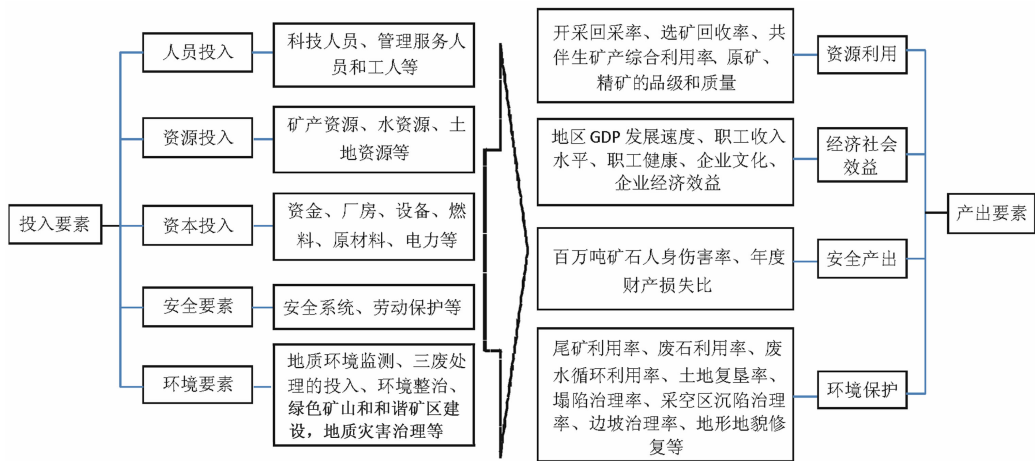 投入要素
人员投入
科技人员、管理服务人
员和工人等
资源投入
矿产资源、水资源、土
地资源等
资本投入
资金、厂房、设备、燃
料、原材料、电力等
安全要素
安全系统、劳动保护等
环境要素
地质环境监测、三废处
理的投入、环境整治、
绿色矿山和和谐矿区建
设，地质灾害治理等
开采回采率、选矿回收率、共
伴生矿产综合利用率、原矿、
精矿的品级和质量
资源利用
地区 GDP 发展速度、职工收入
水平、职工健康、企业文化、
企业经济效益
经济社会
效益
百万吨矿石人身伤害率、年度
财产损失比
安全产出
尾矿利用率、废石利用率、废
水循环利用率、土地复垦率、
塌陷治理率、采空区沉陷治理
率、边坡治理率、地形地貌修
复等
环境保护
产出要素